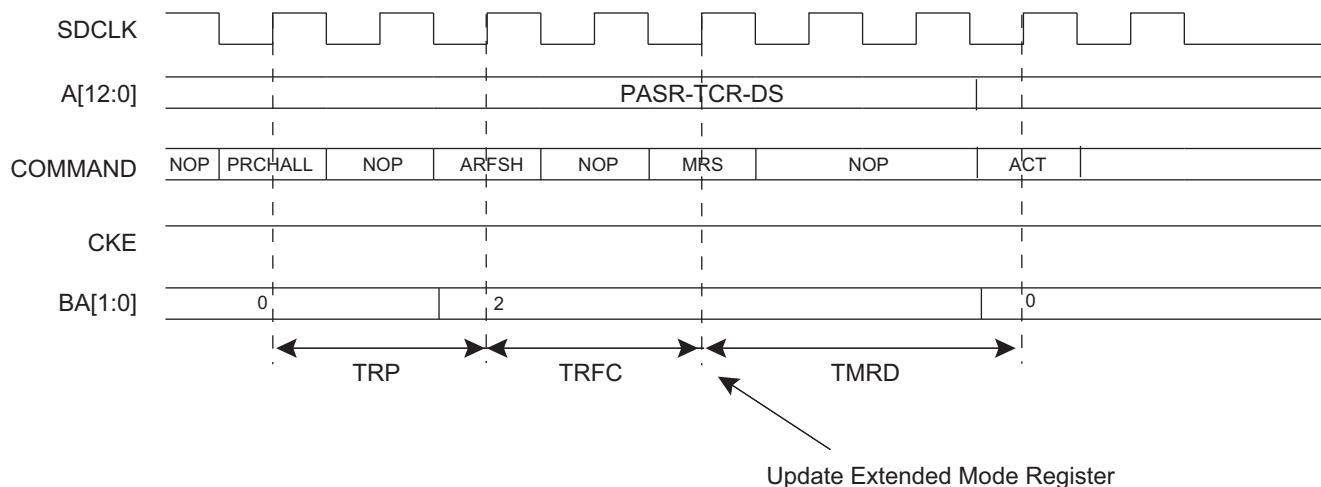 SDCLK
A[12:0]
PASR-TCR-DS
COMMAND
NOP PRCHALL NOP ARFSH NOP MRS NOP ACT
CKE
BA[1:0]
0 2 0
TRP TRFC TMRD
Update Extended Mode Register